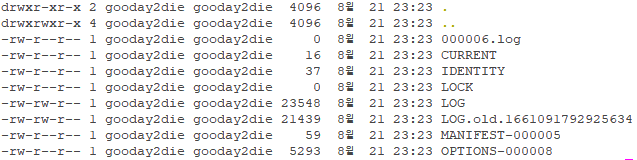 drwxr-xr-x 2 gooday2die gooday2die 4096 8월 21 23:23 .
drwxrwxr-x 4 gooday2die gooday2die 4096 8월 21 23:23 ..
-rw-r--r-- 1 gooday2die gooday2die 0 8월 21 23:23 000006.log
-rw-r--r-- 1 gooday2die gooday2die 16 8월 21 23:23 CURRENT
-rw-r--r-- 1 gooday2die gooday2die 37 8월 21 23:23 IDENTITY
-rw-r--r-- 1 gooday2die gooday2die 0 8월 21 23:23 LOCK
-rw-rw-r-- 1 gooday2die gooday2die 23548 8월 21 23:23 LOG
-rw-rw-r-- 1 gooday2die gooday2die 21439 8월 21 23:23 LOG.old.1661091792925634
-rw-r--r-- 1 gooday2die gooday2die 59 8월 21 23:23 MANIFEST-000005
-rw-r--r-- 1 gooday2die gooday2die 5293 8월 21 23:23 OPTIONS-000008